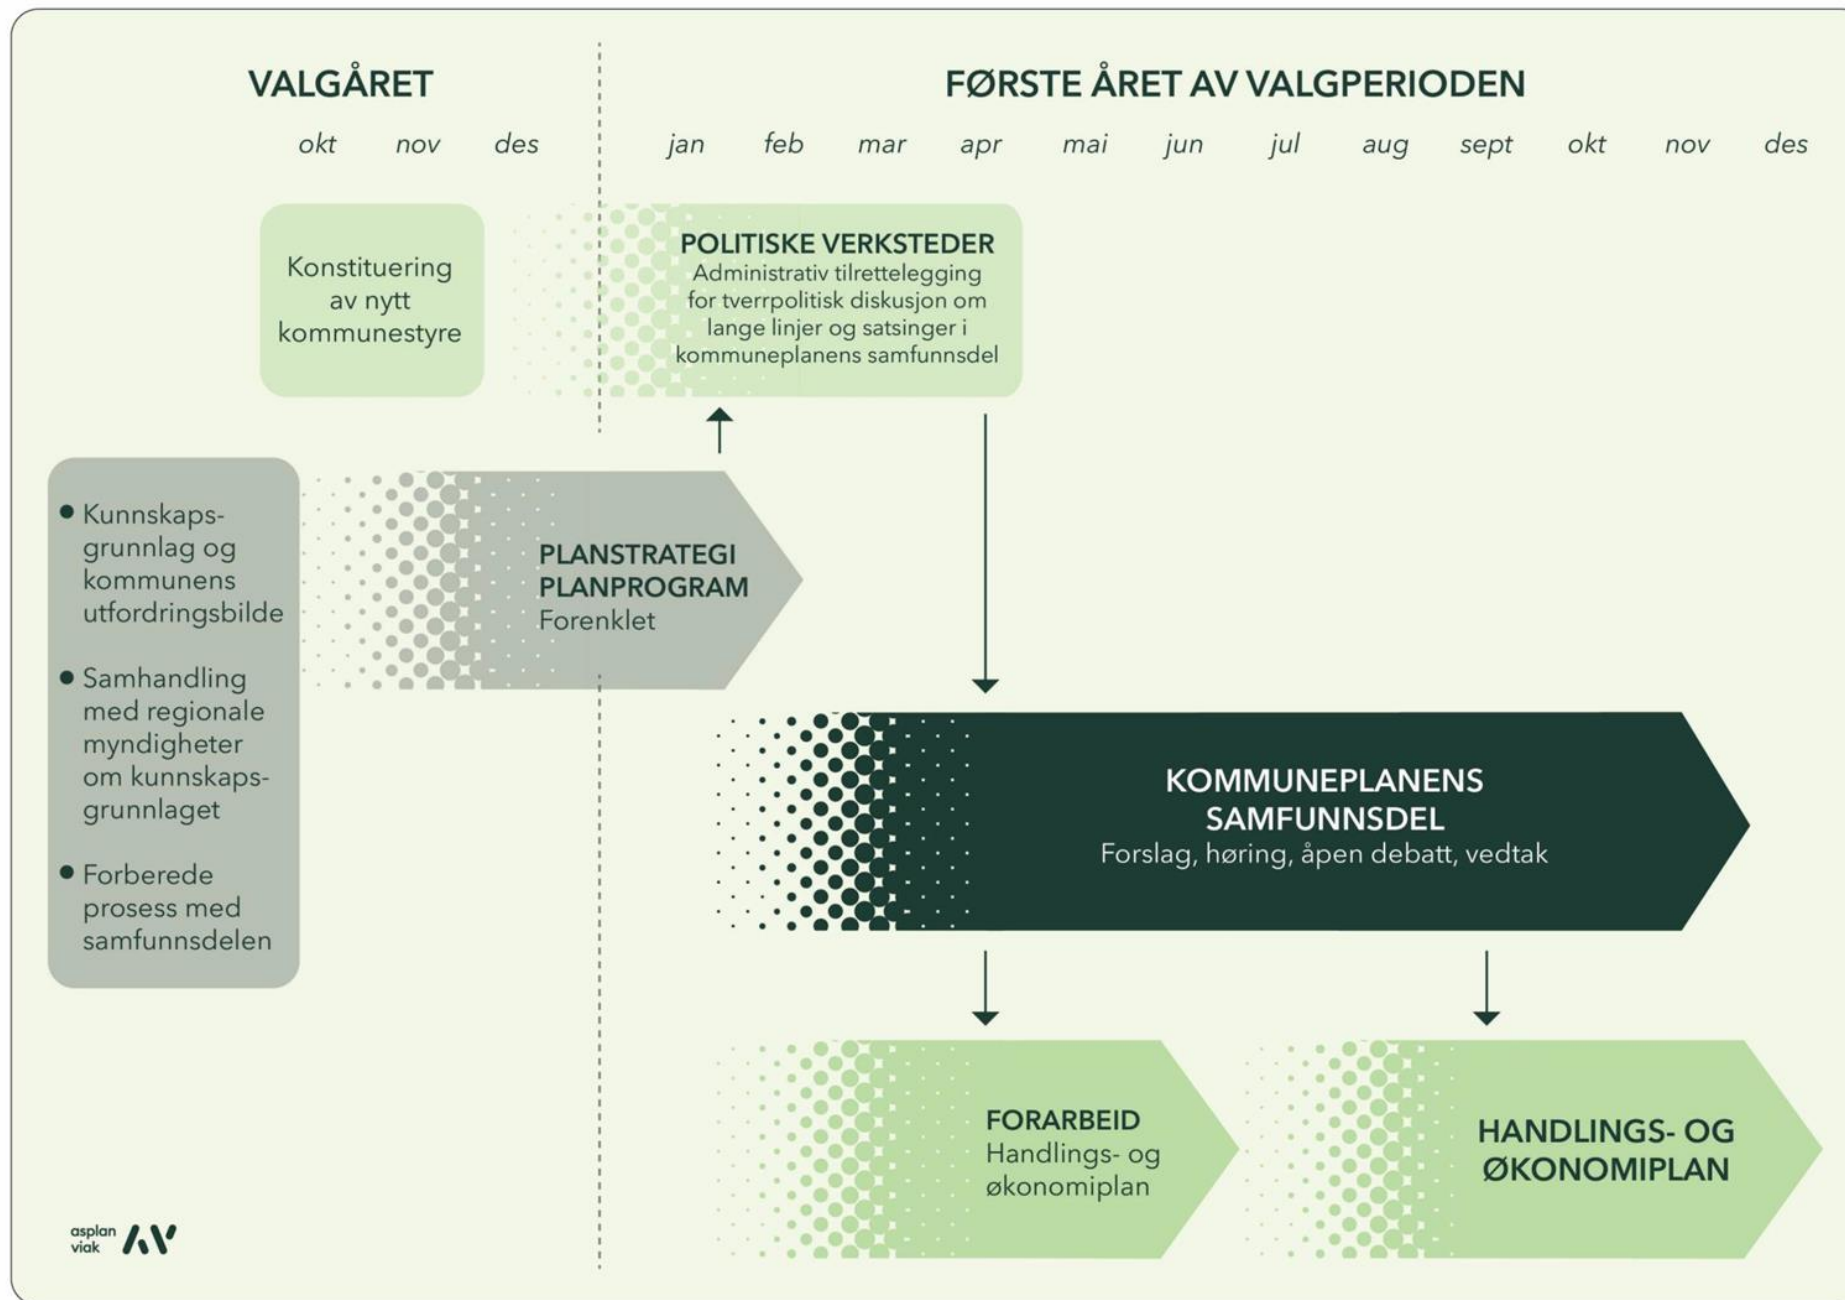 VALGÅRET
FØRSTE ÅRET AV VALGPERIODEN
okt nov des jan feb mar apr mai jun jul aug sept okt nov des
Konstituering
av nytt
kommunestyre
POLITISKE VERKSTEDER
Administrativ tilrettelegging
for tverrpolitisk diskusjon om
lange linjer og satsinger i
kommuneplanens samfunnsdel
• Kunnskaps-
grunnlag og
kommunens
utfordringsbilde
• Samhandling
med regionale
myndigheter
om kunnskaps-
grunnlaget
• Forberede
prosess med
samfunnsdelen
PLANSTRATEGI
PLANPROGRAM
Forenklet
KOMMUNEPLANENS
SAMFUNNSDEL
Forslag, høring, åpen debatt, vedtak
FORARBEID
Handlings- og
økonomiplan
HANDLINGS- OG
ØKONOMIPLAN
asplan
viak